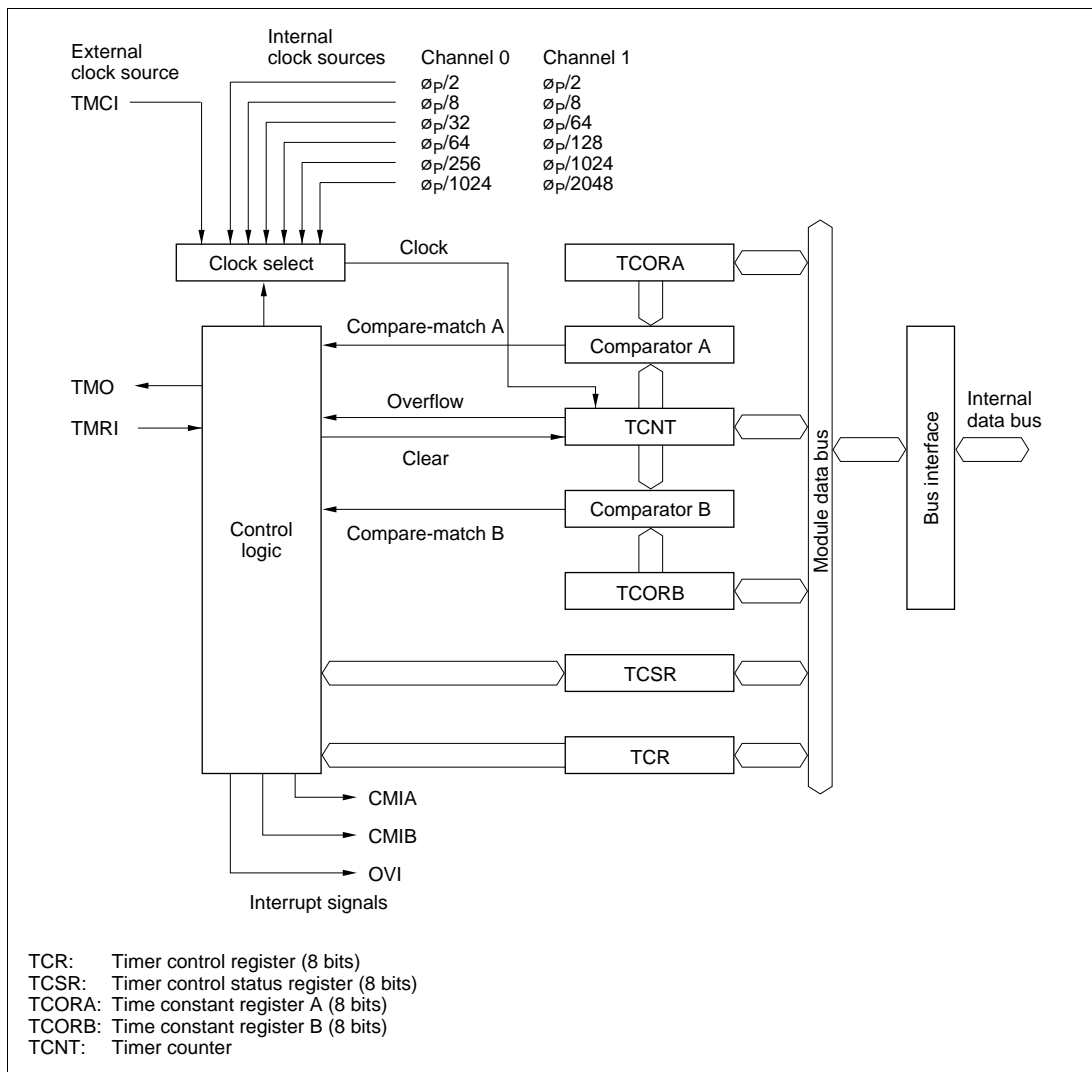 External
clock source
TMCI
Internal
clock sources
Channel 0 Channel 1
øP/2 øP/2
øP/8 øP/8
øP/32 øP/64
øP/64 øP/128
øP/256 øP/1024
øP/1024 øP/2048
Clock select
Clock
TCORA
Compare-match A
Comparator A
TMO
TMRI
Overflow
TCNT
Clear
Internal
data bus
Control
logic
Compare-match B
Comparator B
TCORB
Module data bus
Bus interface
TCSR
TCR
CMIA
CMIB
OVI
Interrupt signals
TCR: Timer control register (8 bits)
TCSR: Timer control status register (8 bits)
TCORA: Time constant register A (8 bits)
TCORB: Time constant register B (8 bits)
TCNT: Timer counter